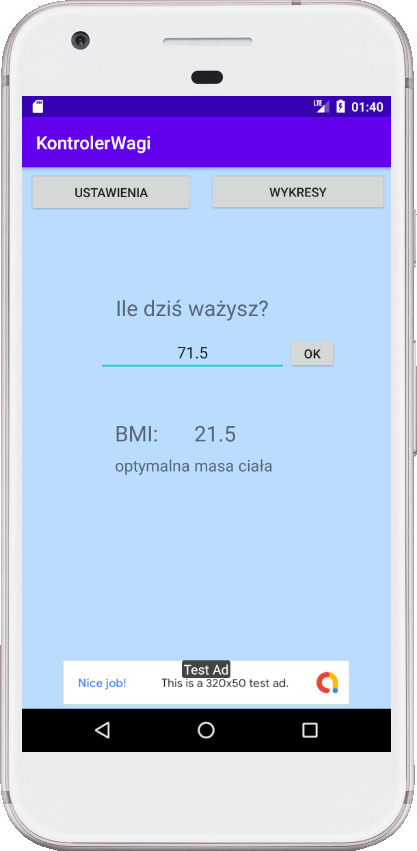 LTE 01:40
KontrolerWagi
USTAWIENIA WYKRESY
Ile dziś ważysz?
71.5 OK
BMI: 21.5
optymalna masa ciała
Test Ad
Nice job! This is a 320x50 test ad.